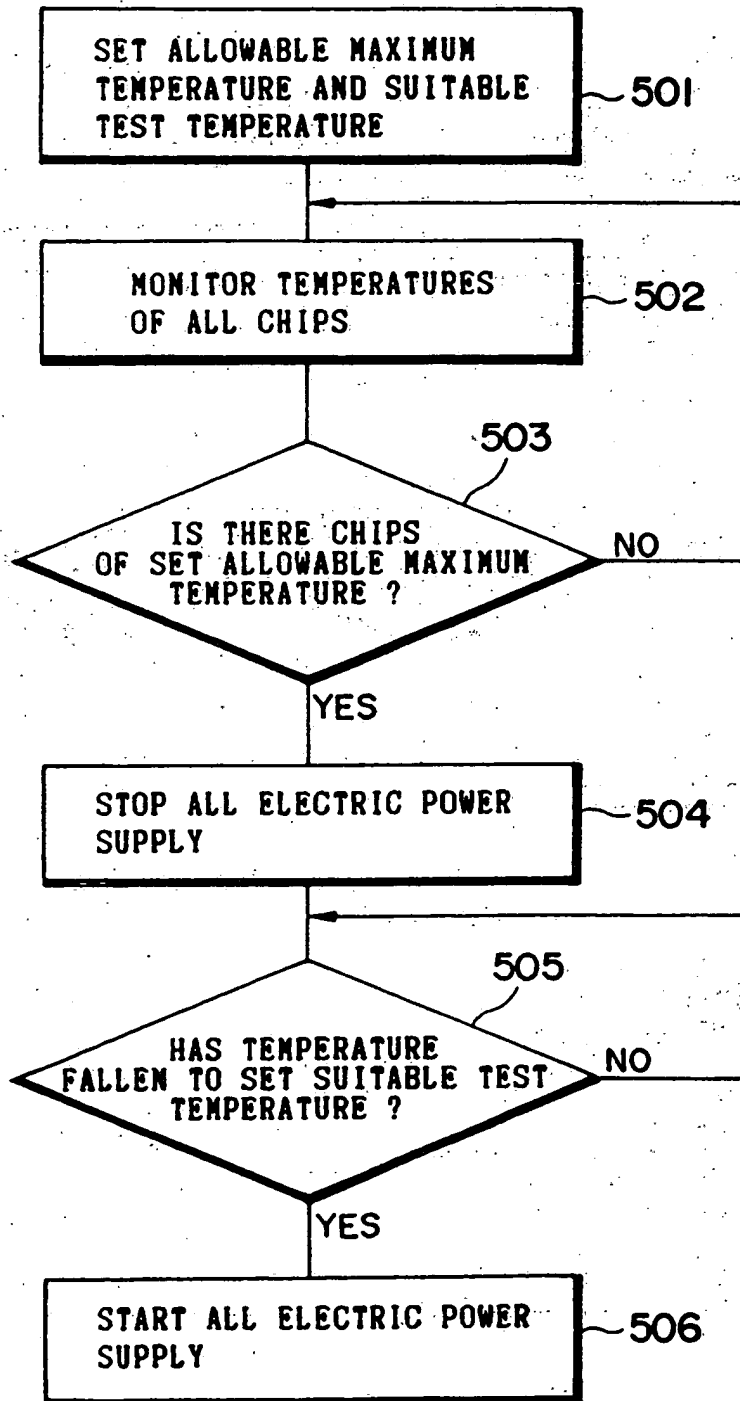 SET ALLOWABLE MAXIMUM
TEMPERATURE AND SUITABLE
TEST TEMPERATURE
501
MONITOR TEMPERATURES
OF ALL CHIPS
502
503
IS THERE CHIPS
OF SET ALLOWABLE MAXIMUM
TEMPERATURE ?
NO
YES
STOP ALL ELECTRIC POWER
SUPPLY
504
505
HAS TEMPERATURE
FALLEN TO SET SUITABLE TEST
TEMPERATURE ?
NO
YES
START ALL ELECTRIC POWER
SUPPLY
506